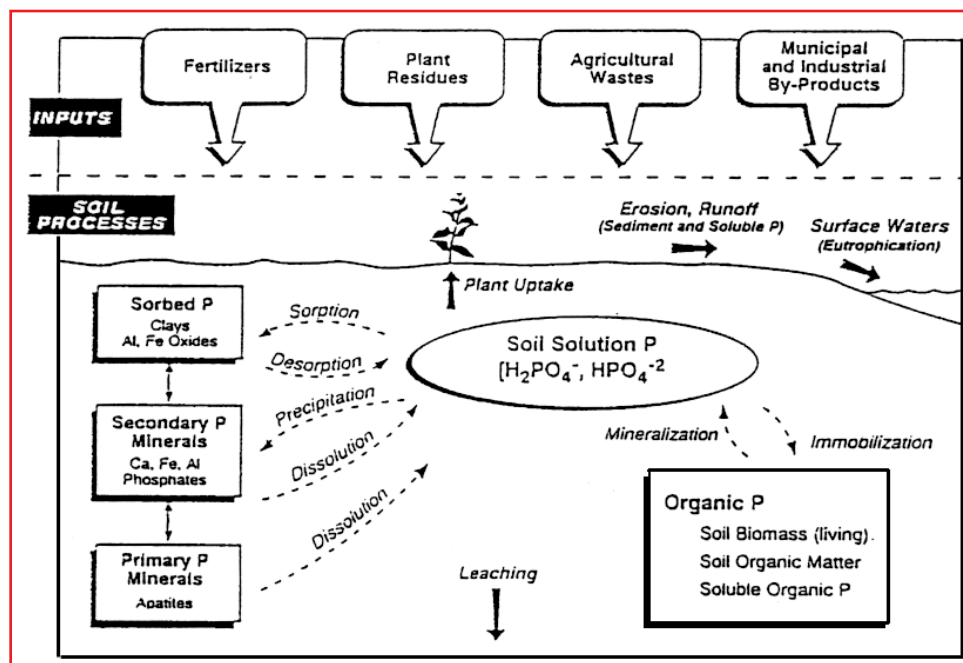 Fertilizers
Plant
Residues
Agricultural
Wastes
Municipal
and Industrial
By-Products
INPUTS
SOIL
PROCESSES
Erosion, Runoff
(Sediment and Soluble P)
Surface Waters
(Eutrophication)
Plant Uptake
Sorbed P
Clays
Al, Fe Oxides
Sorption
Desorption
Soil Solution P
[H₂PO₄⁻, HPO₄⁻²
Precipitation
Secondary P
Minerals
Ca, Fe, Al
Phosphates
Dissolution
Mineralization
Immobilization
Dissolution
Primary P
Minerals
Apatites
Leaching
Organic P
Soil Biomass (living).
Soil Organic Matter
Soluble Organic P